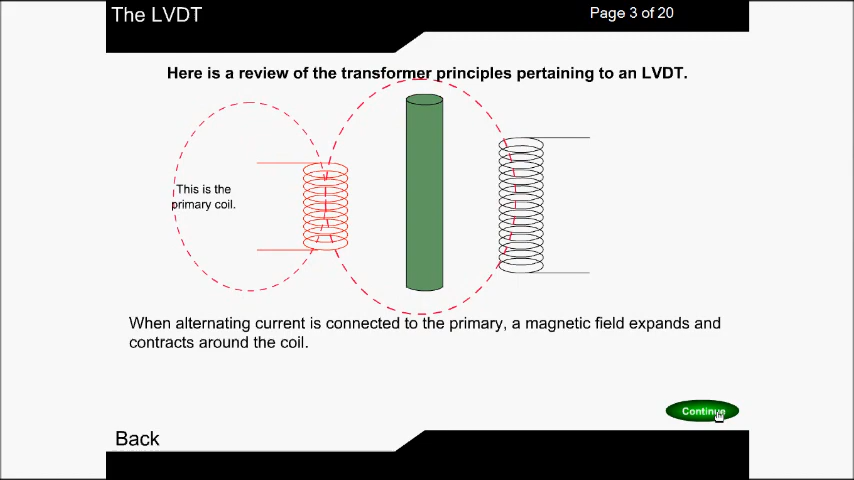 The LVDT
Page 3 of 20
Here is a review of the transformer principles pertaining to an LVDT.
This is the
primary coil.
When alternating current is connected to the primary, a magnetic field expands and
contracts around the coil.
Continue
Back